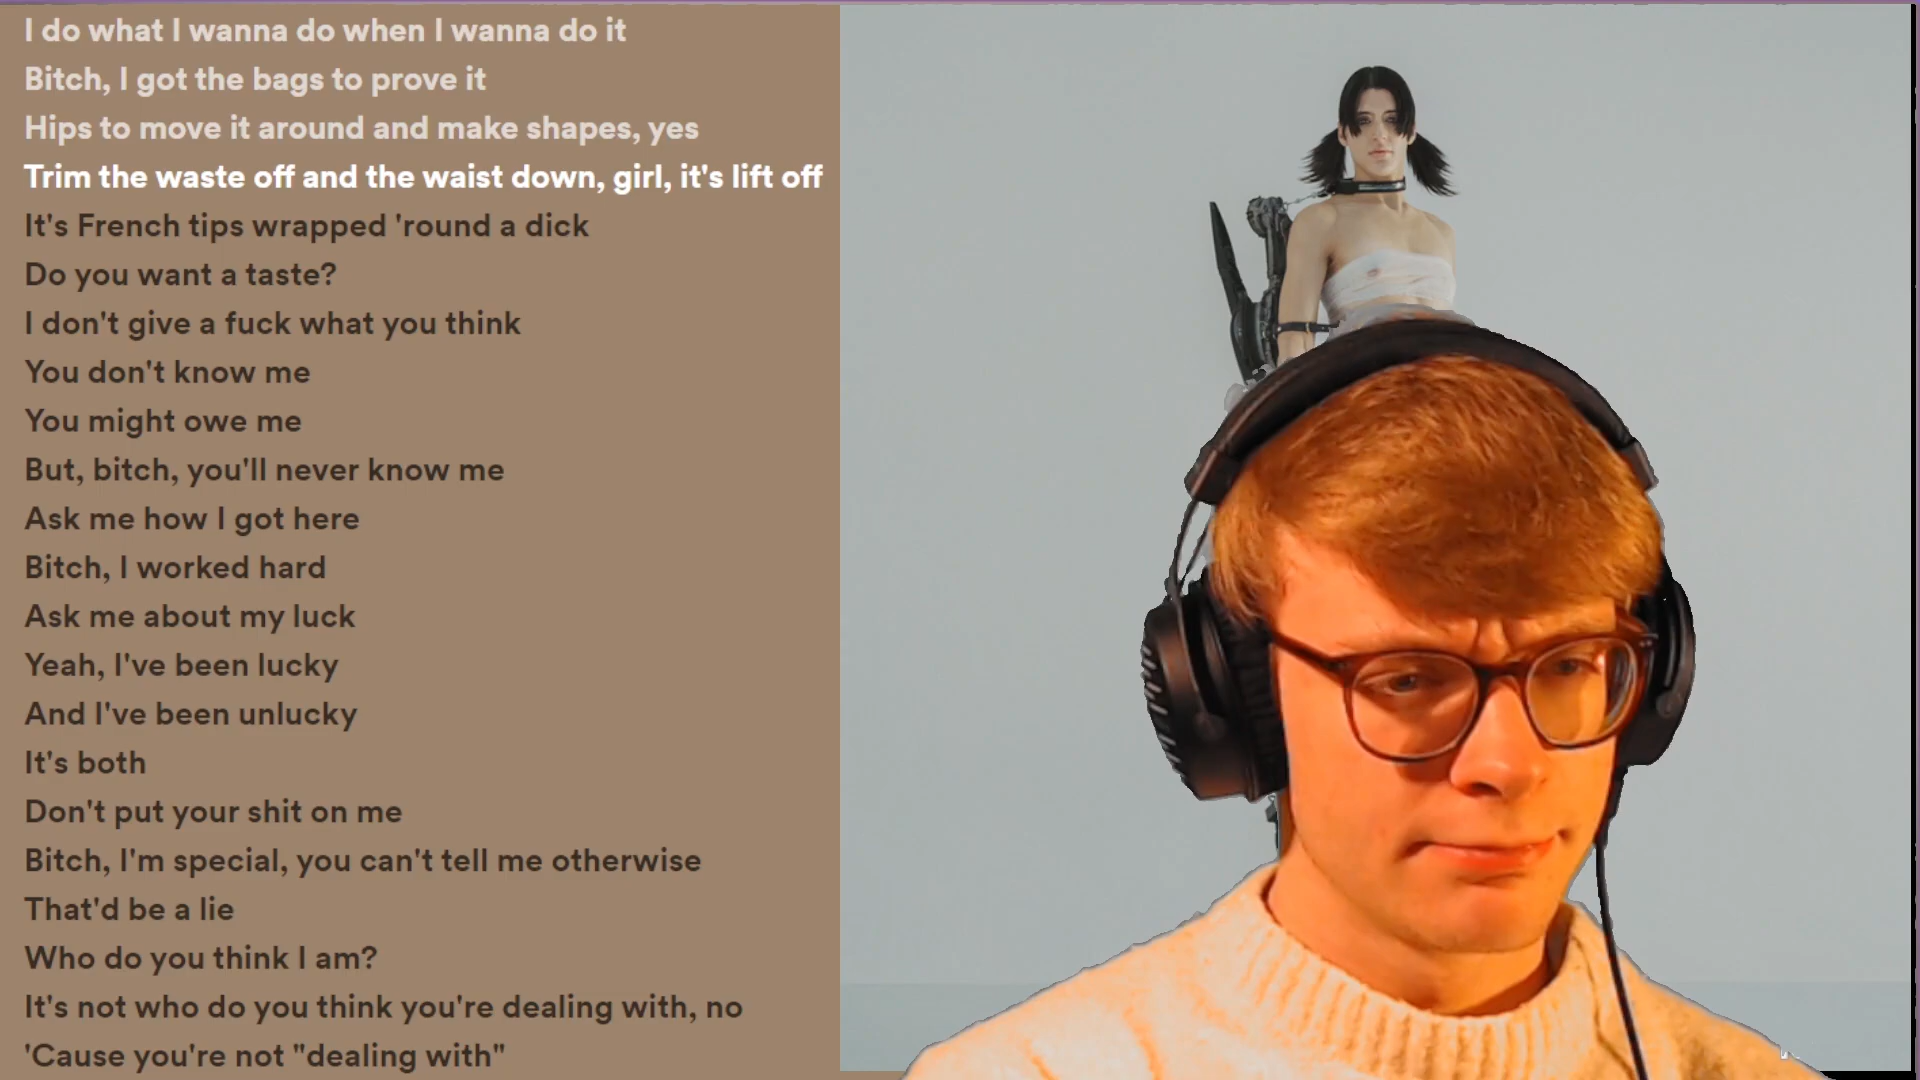 I do what I wanna do when I wanna do it
Bitch, I got the bags to prove it
Hips to move it around and make shapes, yes
Trim the waste off and the waist down, girl, it's lift off
It's French tips wrapped 'round a dick
Do you want a taste?
I don't give a fuck what you think
You don't know me
You might owe me
But, bitch, you'll never know me
Ask me how I got here
Bitch, I worked hard
Ask me about my luck
Yeah, I've been lucky
And I've been unlucky
It's both
Don't put your shit on me
Bitch, I'm special, you can't tell me otherwise
That'd be a lie
Who do you think I am?
It's not who do you think you're dealing with, no
'Cause you're not "dealing with"